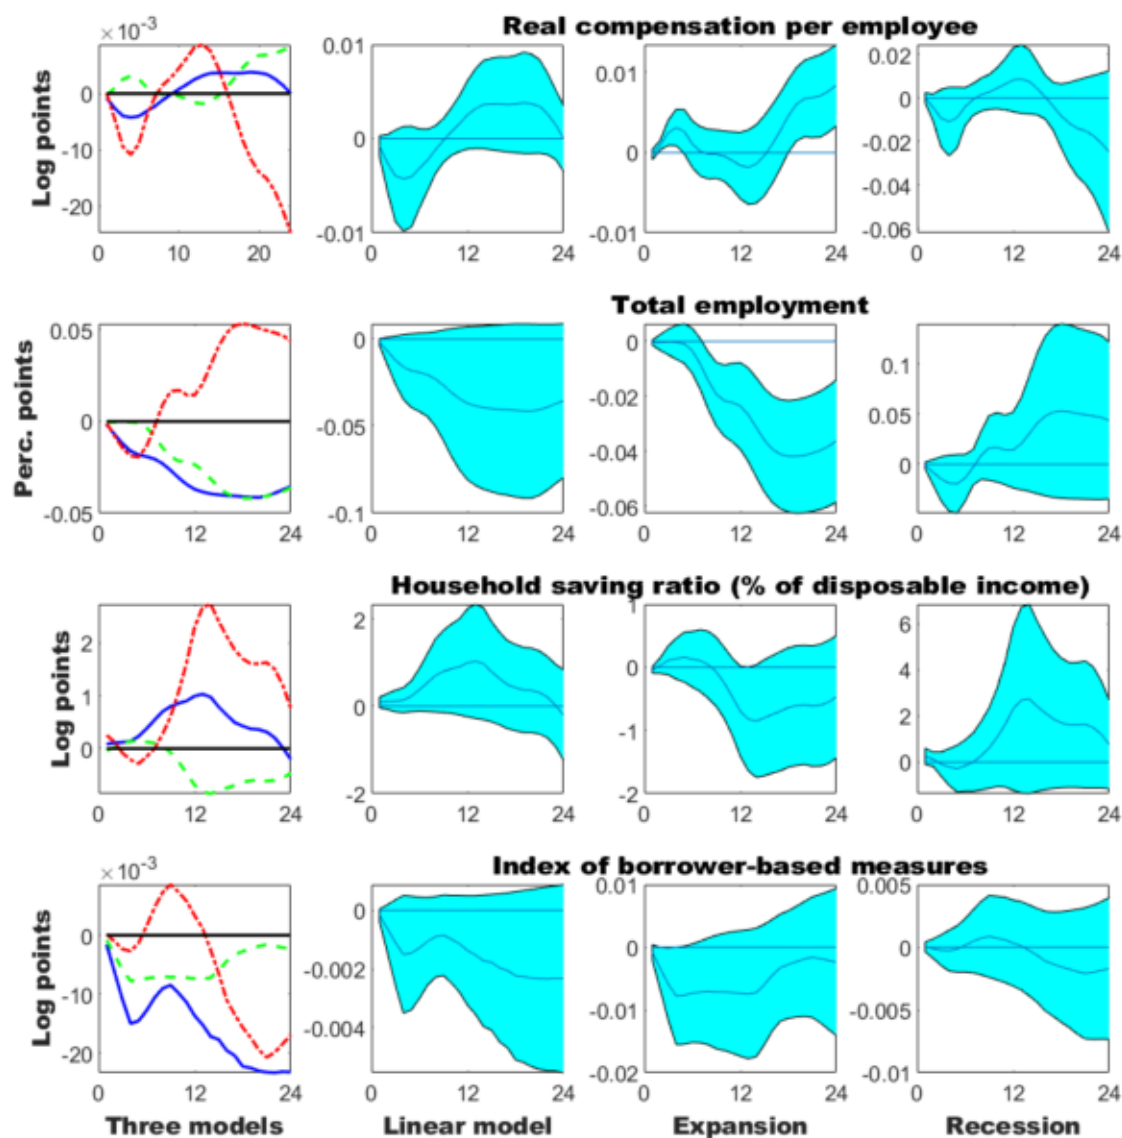 Real compensation per employee
×10⁻³
Log points
0
-10
-20
0 10 20
0.01
0
-0.01
0 12 24
0.01
0
-0.01
0 12 24
0.02
0
-0.02
-0.04
-0.06
0 12 24
Total employment
Perc. points
0.05
0
-0.05
0 12 24
0
-0.05
-0.1
0 12 24
0
-0.02
-0.04
-0.06
0 12 24
0.1
0.05
0
0 12 24
Household saving ratio (% of disposable income)
Log points
2
1
0
0 12 24
2
0
-2
0 12 24
1
0
-1
-2
0 12 24
6
4
2
0
0 12 24
Index of borrower-based measures
×10⁻³
Log points
0
-10
-20
0 12 24
0
-0.002
-0.004
0 12 24
0.01
0
-0.01
-0.02
0 12 24
0.005
0
-0.005
-0.01
0 12 24
Three models
Linear model
Expansion
Recession